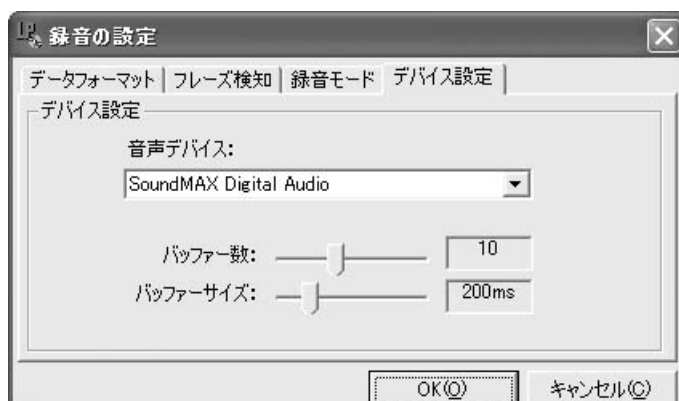 録音の設定
データフォーマット フレーズ検知 録音モード デバイス設定
デバイス設定
音声デバイス:
SoundMAX Digital Audio
バッファー数: 10
バッファーサイズ: 200ms
OK(O) キャンセル(C)